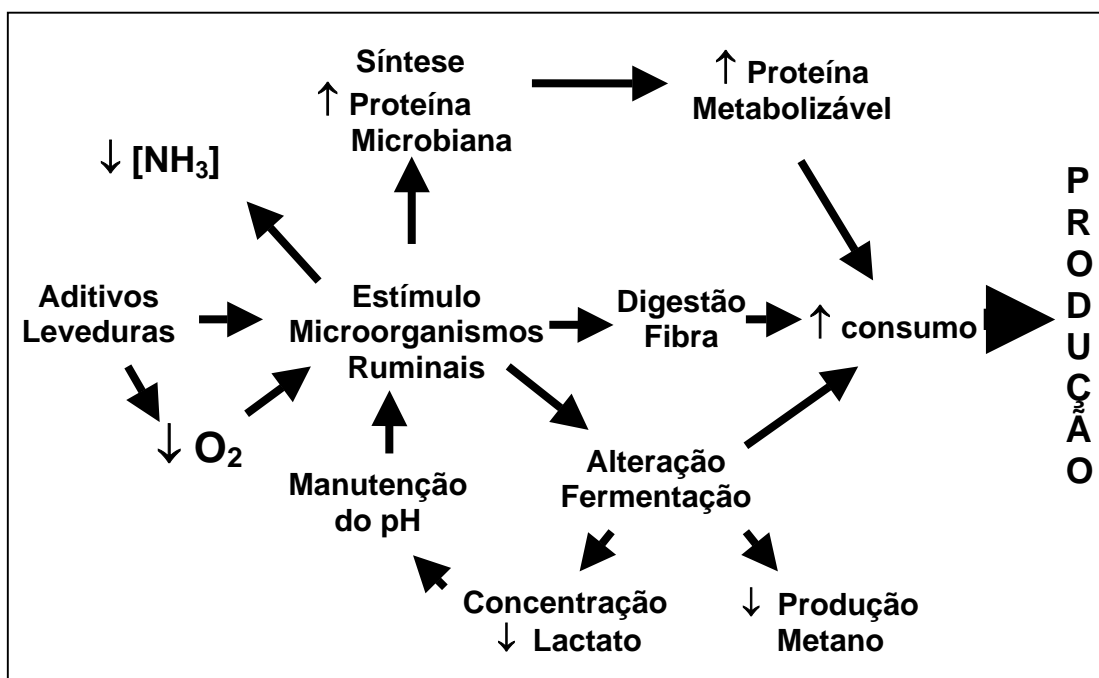 Síntese
↑ Proteína
Microbiana
↑ Proteína
Metabolizável
↓ [NH₃]
Aditivos
Leveduras
Estímulo
Microorganismos
Ruminais
Digestão
Fibra
↑ consumo
PRODUÇÃO
↓ O₂
Manutenção
do pH
Alteração
Fermentação
Concentração
↓ Lactato
↓ Produção
Metano